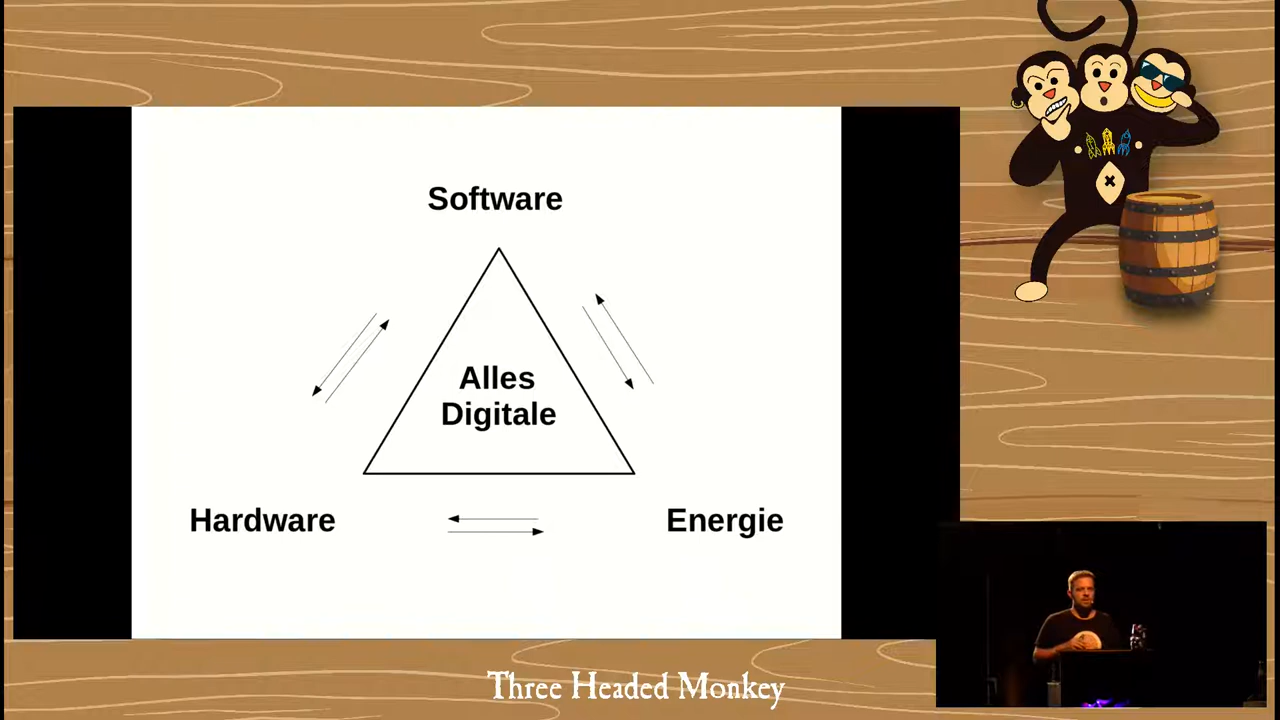 Software
Alles
Digitale
Hardware
Energie
Three Headed Monkey